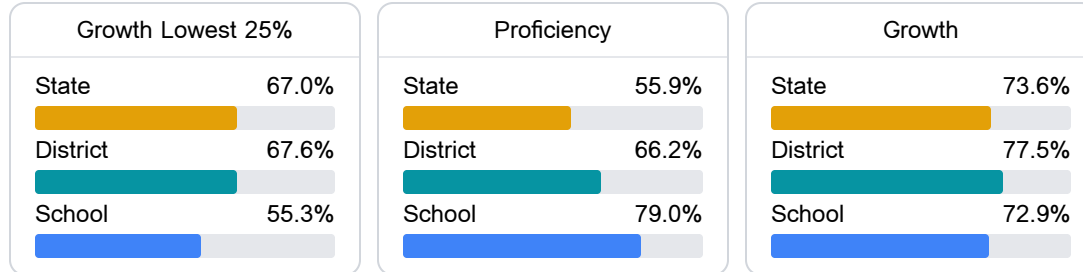 Growth Lowest 25%
State 67.0%
District 67.6%
School 55.3%
Proficiency
State 55.9%
District 66.2%
School 79.0%
Growth
State 73.6%
District 77.5%
School 72.9%